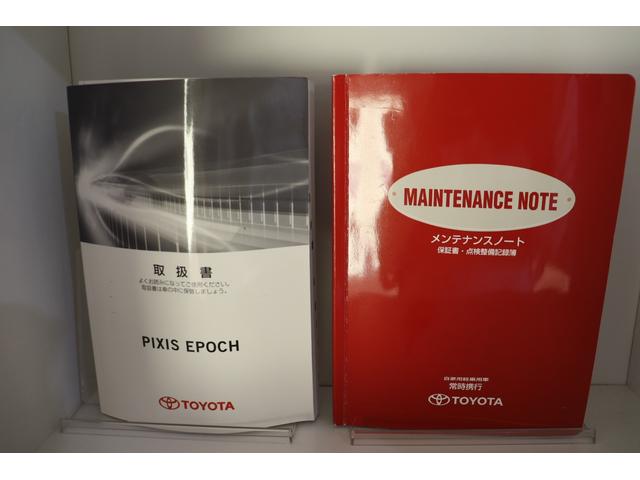 取扱書
よくお読みになってご使用ください。
取扱書は車の中に保管しましょう。
PIXIS EPOCH
TOYOTA
MAINTENANCE NOTE
メンテナンスノート
保証書・点検整備記録簿
自家用軽乗用車
常時携行
TOYOTA